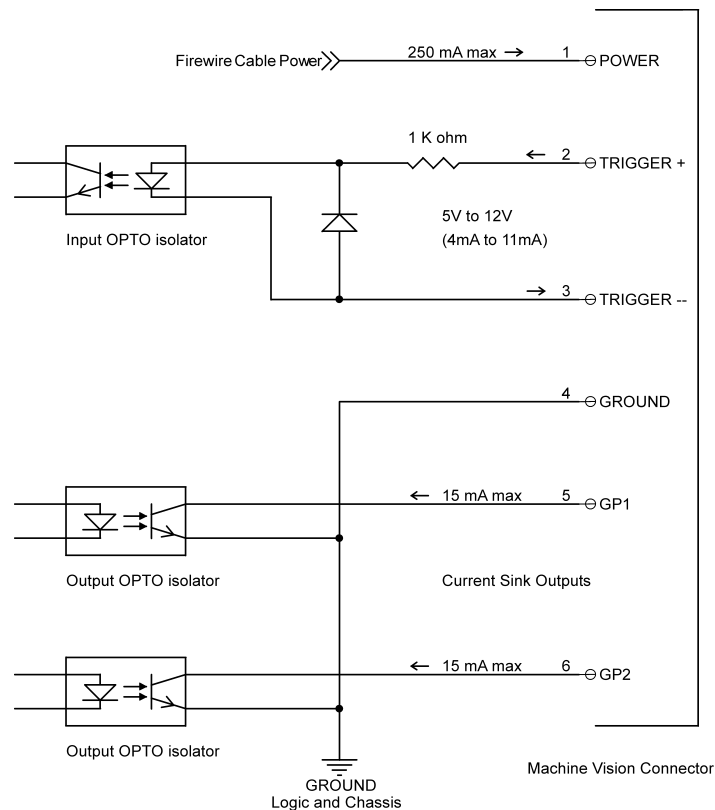 Firewire Cable Power
250 mA max
1
POWER
1 K ohm
2
TRIGGER +
5V to 12V
(4mA to 11mA)
Input OPTO isolator
3
TRIGGER --
4
GROUND
15 mA max
5
GP1
Output OPTO isolator
Current Sink Outputs
15 mA max
6
GP2
Output OPTO isolator
Machine Vision Connector
GROUND
Logic and Chassis